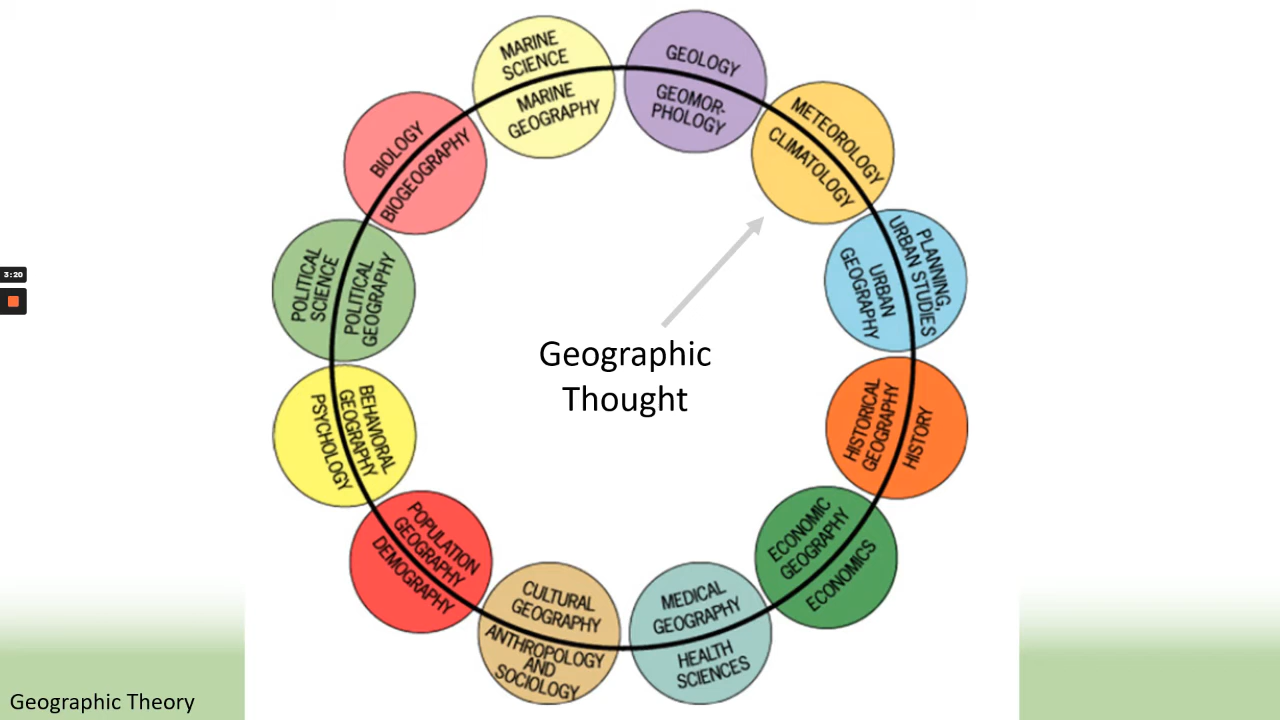 MARINE
SCIENCE
MARINE
GEOGRAPHY
GEOLOGY
GEOMOR-
PHOLOGY
METEOROLOGY
CLIMATOLOGY
PLANNING,
URBAN STUDIES
URBAN
GEOGRAPHY
HISTORICAL
GEOGRAPHY
HISTORY
ECONOMIC
GEOGRAPHY
ECONOMICS
MEDICAL
GEOGRAPHY
HEALTH
SCIENCES
CULTURAL
GEOGRAPHY
ANTHROPOLOGY
AND
SOCIOLOGY
POPULATION
GEOGRAPHY
DEMOGRAPHY
BEHAVIORAL
GEOGRAPHY
PSYCHOLOGY
POLITICAL
SCIENCE
POLITICAL
GEOGRAPHY
BIOLOGY
BIOGEOGRAPHY
Geographic
Thought
3:20
Geographic Theory